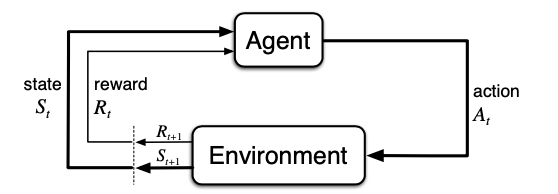 Agent
state
S_t
reward
R_t
action
A_t
R_{t+1}
S_{t+1}
Environment